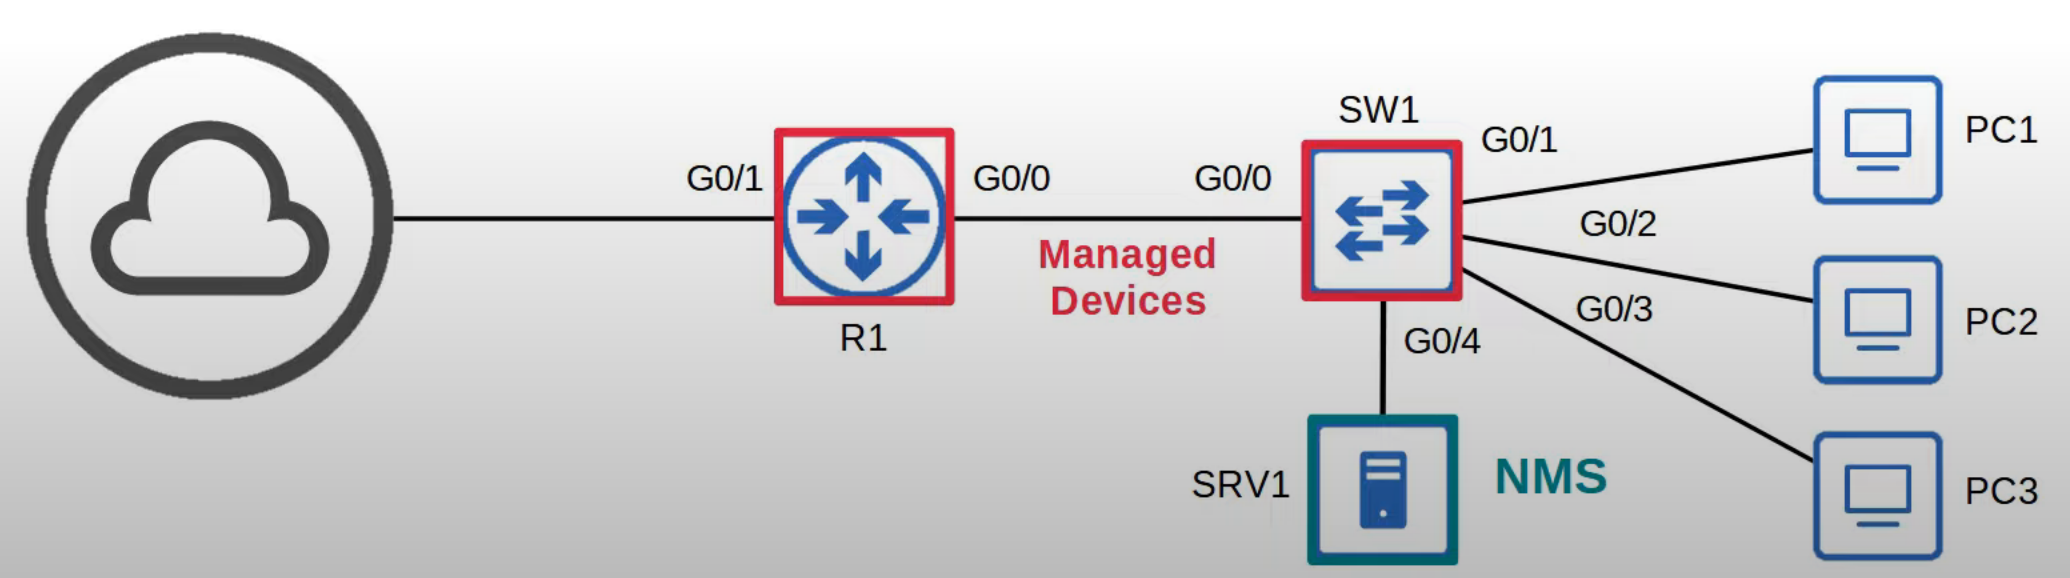 SW1
G0/1
PC1
G0/1
G0/0
G0/0
G0/2
Managed
Devices
G0/3
PC2
R1
G0/4
SRV1
NMS
PC3